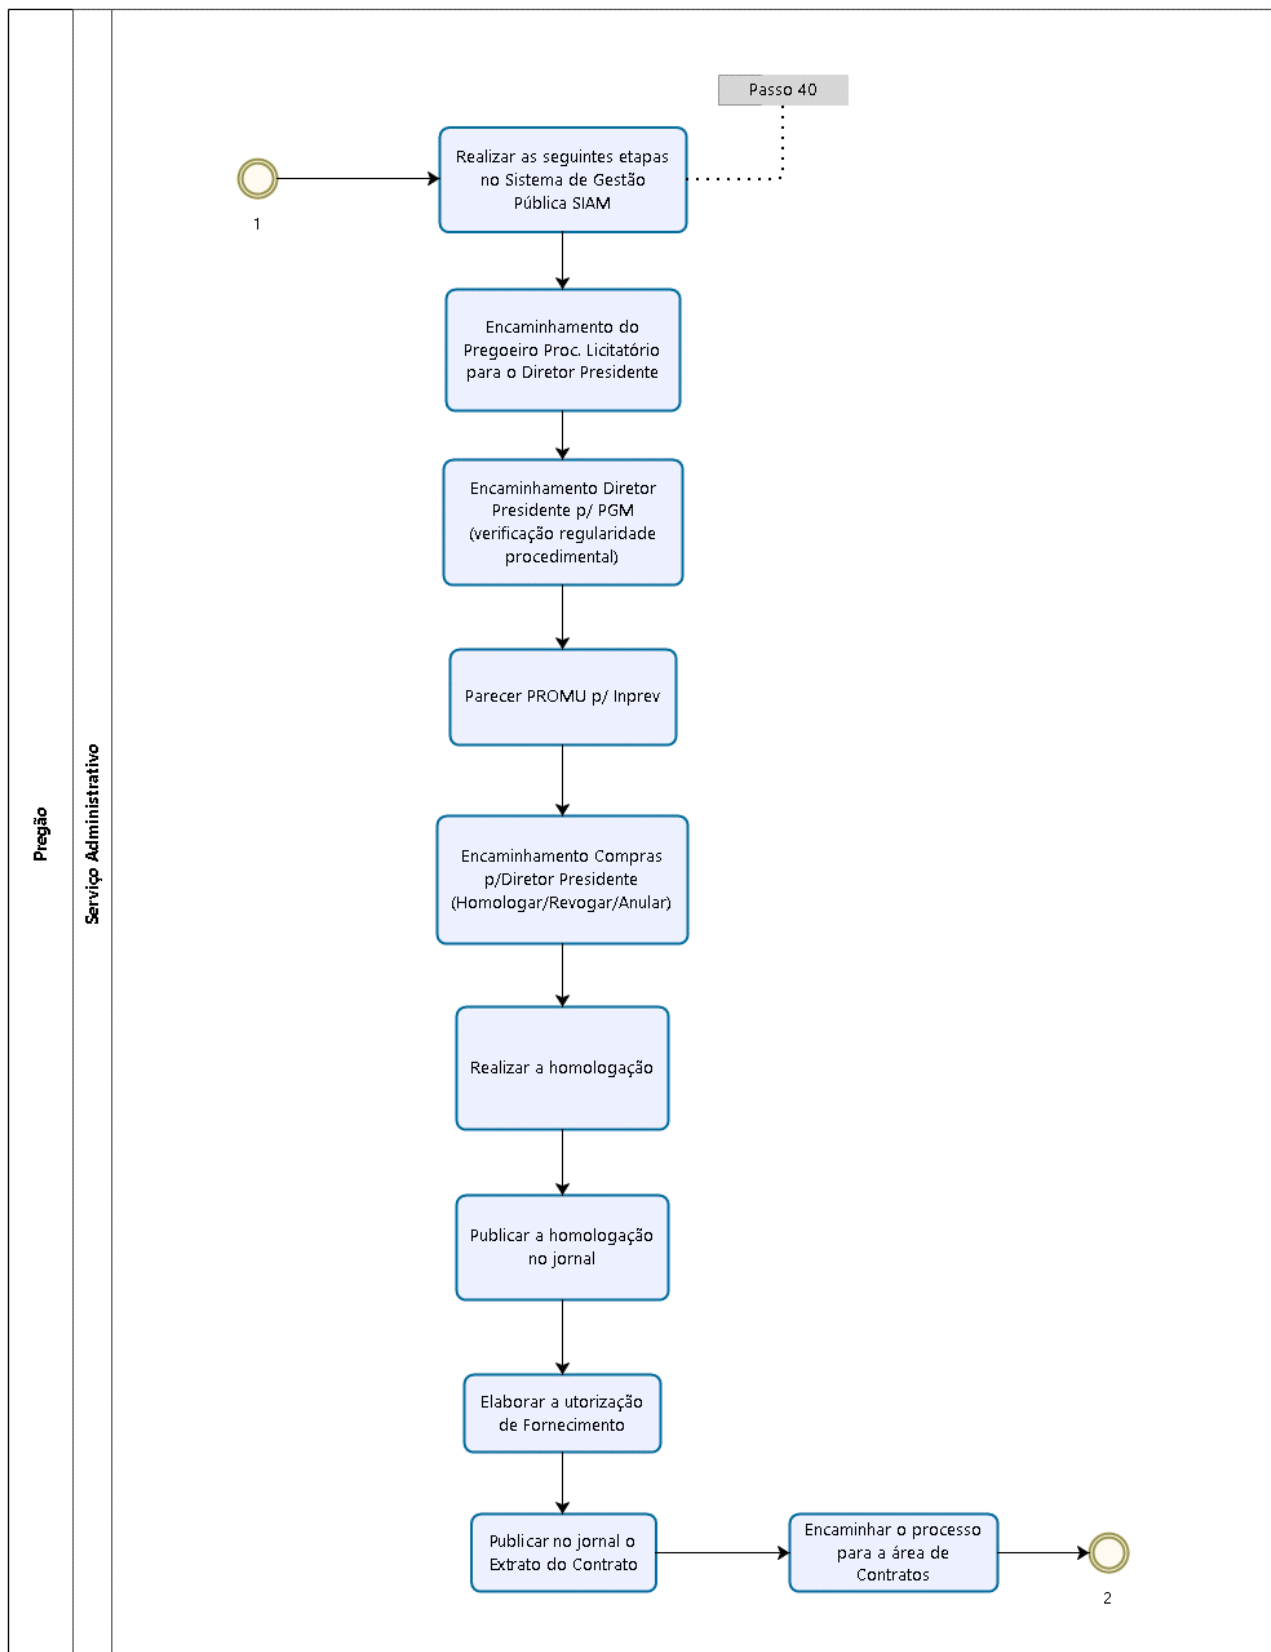 Pregão
Serviço Administrativo
Passo 40
1
Realizar as seguintes etapas
no Sistema de Gestão
Pública SIAM
Encaminhamento do
Pregoeiro Proc. Licitatório
para o Diretor Presidente
Encaminhamento Diretor
Presidente p/ PGM
(verificação regularidade
procedimental)
Parecer PROMU p/ Inprev
Encaminhamento Compras
p/Diretor Presidente
(Homologar/Revogar/Anular)
Realizar a homologação
Publicar a homologação
no jornal
Elaborar a utorização
de Fornecimento
Publicar no jornal o
Extrato do Contrato
Encaminhar o processo
para a área de
Contratos
2